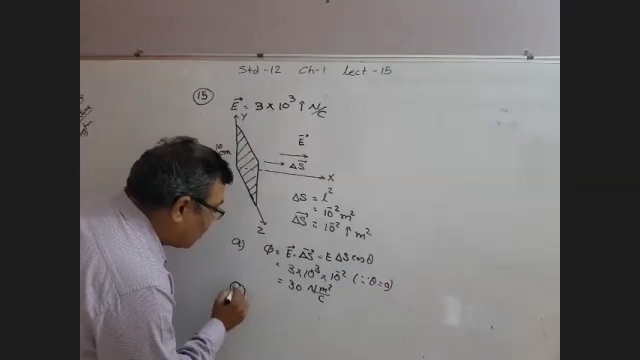 Std-12 Ch-1 Lect-15
15
E⃗ = 3 × 10³ î N/C
Y
E⃗
10 cm
ΔS⃗
X
ΔS = l²
= 10⁻² m²
ΔS⃗ = 10⁻² î m²
Z
a) φ = E⃗ · ΔS⃗ = E ΔS cos θ
= 3 × 10³ × 10⁻² (∵ θ = 0)
= 30 Nm²/C